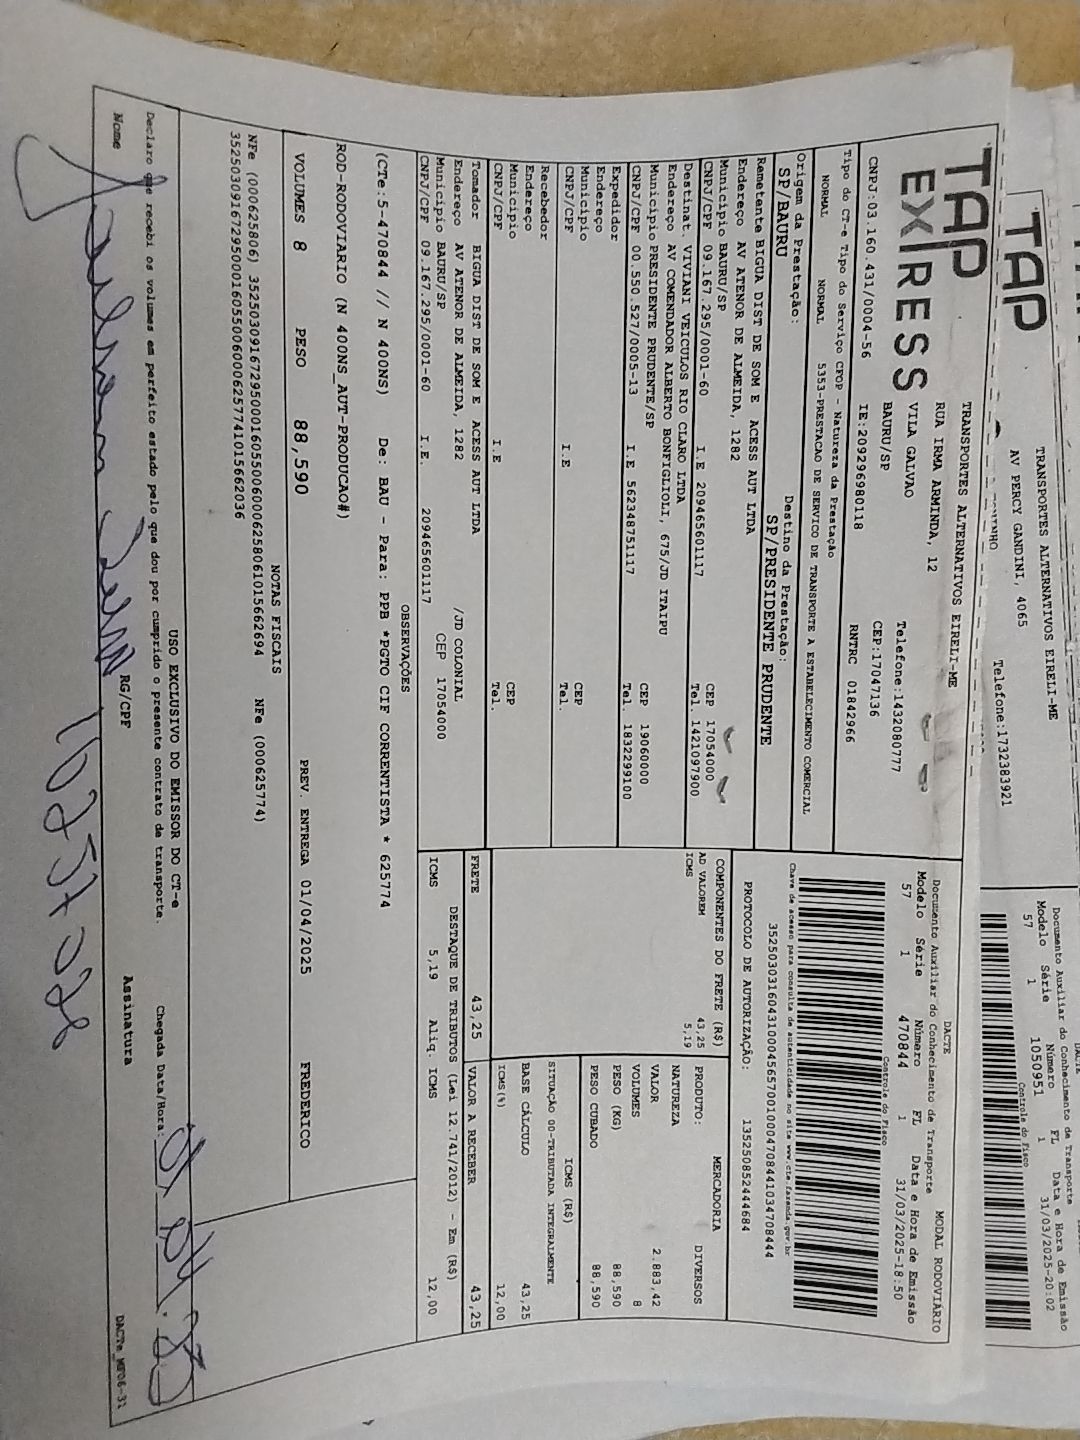 TAP
TRANSPORTES ALTERNATIVOS EIRELI-ME
AV PERCY GANDINI, 4065
Telefone:1732383921
Documento Auxiliar do Conhecimento de Transporte
Modelo Série Número FL Data e Hora de Emissão
57 1 1050951 1 31/03/2025-20:02
Controle do Fisco
TAP
EXPRESS
TRANSPORTES ALTERNATIVOS EIRELI-ME
RUA IRMA ARMINDA, 12
VILA GALVAO Telefone:1432080777
BAURU/SP CEP:17047136
CNPJ:03.160.431/0004-56 IE:209296980118 RNTRC 01842966
DACTE MODAL RODOVIÁRIO
Documento Auxiliar do Conhecimento de Transporte
Modelo Série Número FL Data e Hora de Emissão
57 1 470844 1 31/03/2025-18:50
Controle do Fisco
Chave de acesso para consulta de autenticidade no site www.cte.fazenda.gov.br
35250303160431000456570010004708441034708444
PROTOCOLO DE AUTORIZAÇÃO: 135250852444684
Tipo do CT-e Tipo do Serviço CFOP - Natureza da Prestação
NORMAL NORMAL 5353-PRESTACAO DE SERVICO DE TRANSPORTE A ESTABELECIMENTO COMERCIAL
Origem da Prestação: Destino da Prestação:
SP/BAURU SP/PRESIDENTE PRUDENTE
Remetente BIGUA DIST DE SOM E ACESS AUT LTDA
Endereço AV ATENOR DE ALMEIDA, 1282
Município BAURU/SP CEP 17054000
CNPJ/CPF 09.167.295/0001-60 I.E 209465601117 Tel. 1421097900
Destinat. VIVIANI VEICULOS RIO CLARO LTDA
Endereço AV COMENDADOR ALBERTO BONFIGLIOLI, 675/JD ITAIPU
Município PRESIDENTE PRUDENTE/SP CEP 19060000
CNPJ/CPF 00.550.527/0005-13 I.E 562348751117 Tel. 1832299100
Expedidor
Endereço
Município CEP
CNPJ/CPF I.E Tel.
Recebedor
Endereço
Município CEP
CNPJ/CPF I.E Tel.
Tomador BIGUA DIST DE SOM E ACESS AUT LTDA
Endereço AV ATENOR DE ALMEIDA, 1282 /JD COLONIAL
Município BAURU/SP CEP 17054000
CNPJ/CPF 09.167.295/0001-60 I.E. 209465601117
COMPONENTES DO FRETE (R$)
AD VALOREM 43,25
ICMS 5,19
MERCADORIA
PRODUTO: DIVERSOS
NATUREZA
VALOR 2.883,42
VOLUMES 8
PESO (KG) 88,590
PESO CUBADO 88,590
ICMS (R$)
SITUAÇÃO 00-TRIBUTADA INTEGRALMENTE
BASE CÁLCULO 43,25
ICMS(%) 12,00
FRETE 43,25 VALOR A RECEBER 43,25
DESTAQUE DE TRIBUTOS (Lei 12.741/2012) - Em (R$)
ICMS 5,19 Aliq. ICMS 12,00
OBSERVAÇÕES
(CTe:5-470844 // N 400NS) De: BAU - Para: PPB *PGTO CIF CORRENTISTA * 625774
ROD-RODOVIARIO (N 400NS_AUT-PRODUCAO#)
VOLUMES 8 PESO 88,590 PREV. ENTREGA 01/04/2025 FREDERICO
NOTAS FISCAIS
NFe (000625806) 35250309167295000160550060006258061015662694 NFe (000625774)
35250309167295000160550060006257741015662036
USO EXCLUSIVO DO EMISSOR DO CT-e
Declaro que recebi os volumes em perfeito estado pelo que dou por cumprido o presente contrato de transporte. Chegada Data/Hora:
Nome RG/CPF Assinatura DACTe_MF06-31